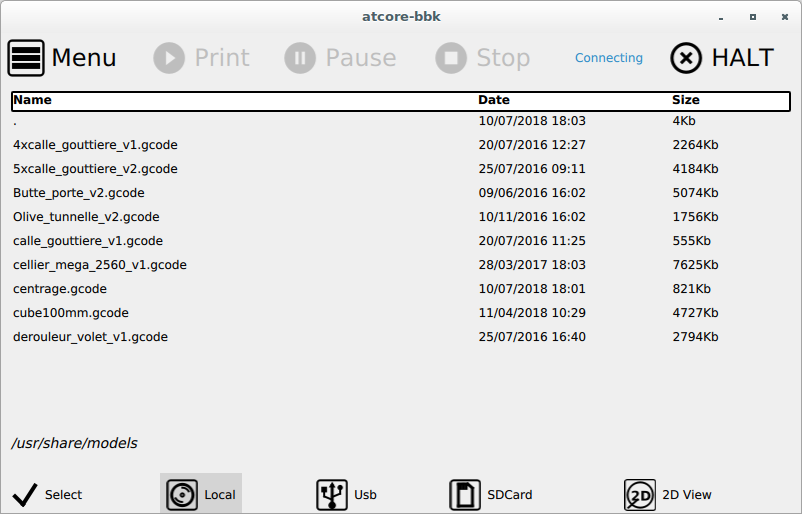 atcore-bbk
Menu Print Pause Stop Connecting HALT
Name Date Size
. 10/07/2018 18:03 4Kb
4xcalle_gouttiere_v1.gcode 20/07/2016 12:27 2264Kb
5xcalle_gouttiere_v2.gcode 25/07/2016 09:11 4184Kb
Butte_porte_v2.gcode 09/06/2016 16:02 5074Kb
Olive_tunnelle_v2.gcode 10/11/2016 16:02 1756Kb
calle_gouttiere_v1.gcode 20/07/2016 11:25 555Kb
cellier_mega_2560_v1.gcode 28/03/2017 18:03 7625Kb
centrage.gcode 10/07/2018 18:01 821Kb
cube100mm.gcode 11/04/2018 10:29 4727Kb
derouleur_volet_v1.gcode 25/07/2016 16:40 2794Kb
/usr/share/models
Select Local Usb SDCard 2D 2D View